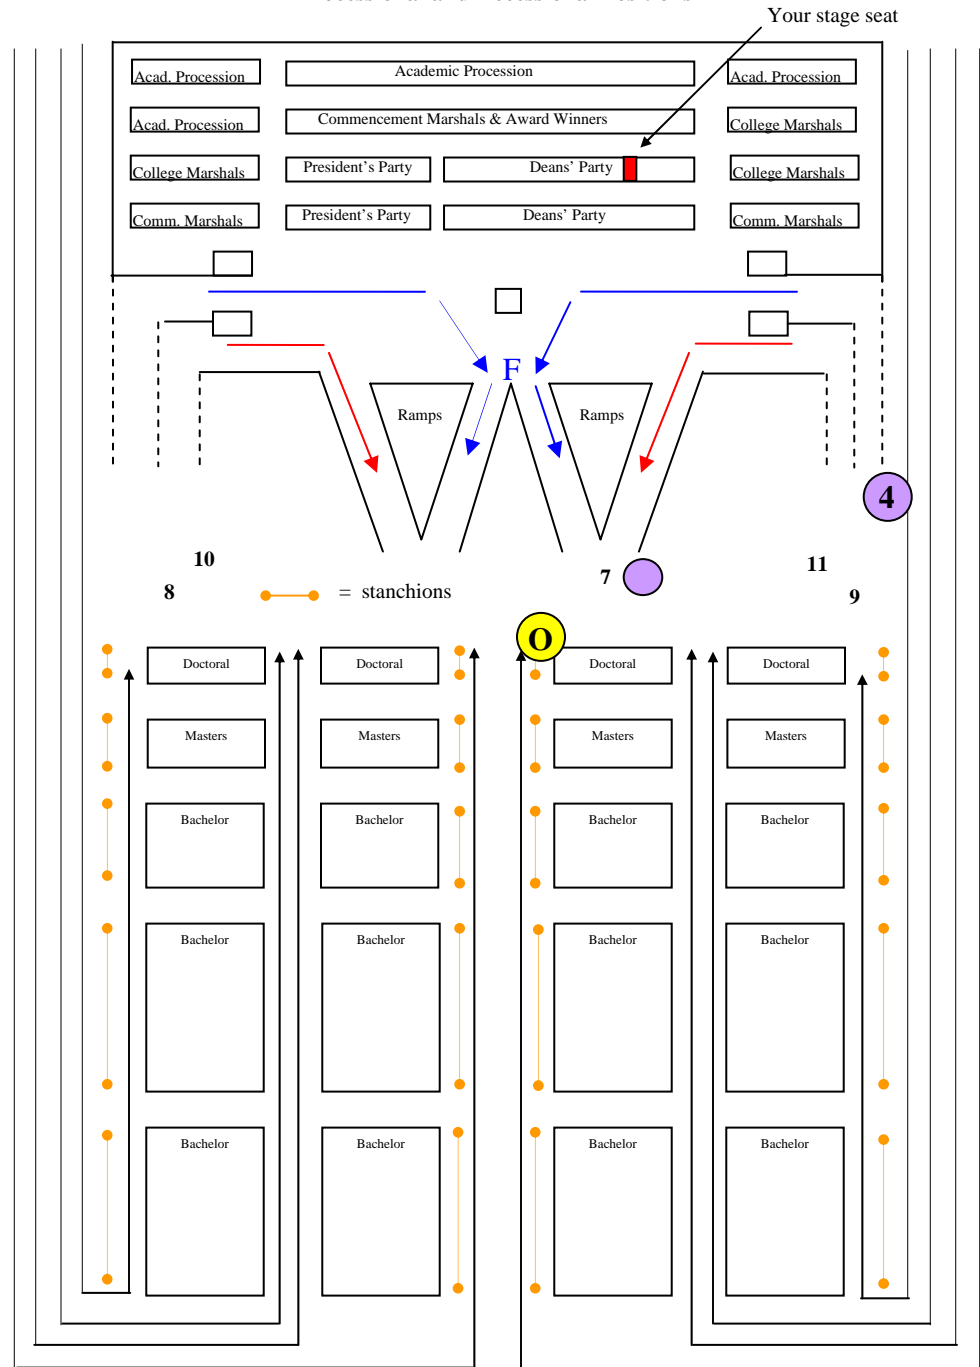 Your stage seat
Acad. Procession Academic Procession Acad. Procession
Acad. Procession Commencement Marshals & Award Winners College Marshals
College Marshals President's Party Deans' Party College Marshals
Comm. Marshals President's Party Deans' Party Comm. Marshals
F
Ramps Ramps
4
10 11
8 = stanchions 7 9
O
Doctoral Doctoral Doctoral Doctoral
Masters Masters Masters Masters
Bachelor Bachelor Bachelor Bachelor
Bachelor Bachelor Bachelor Bachelor
Bachelor Bachelor Bachelor Bachelor